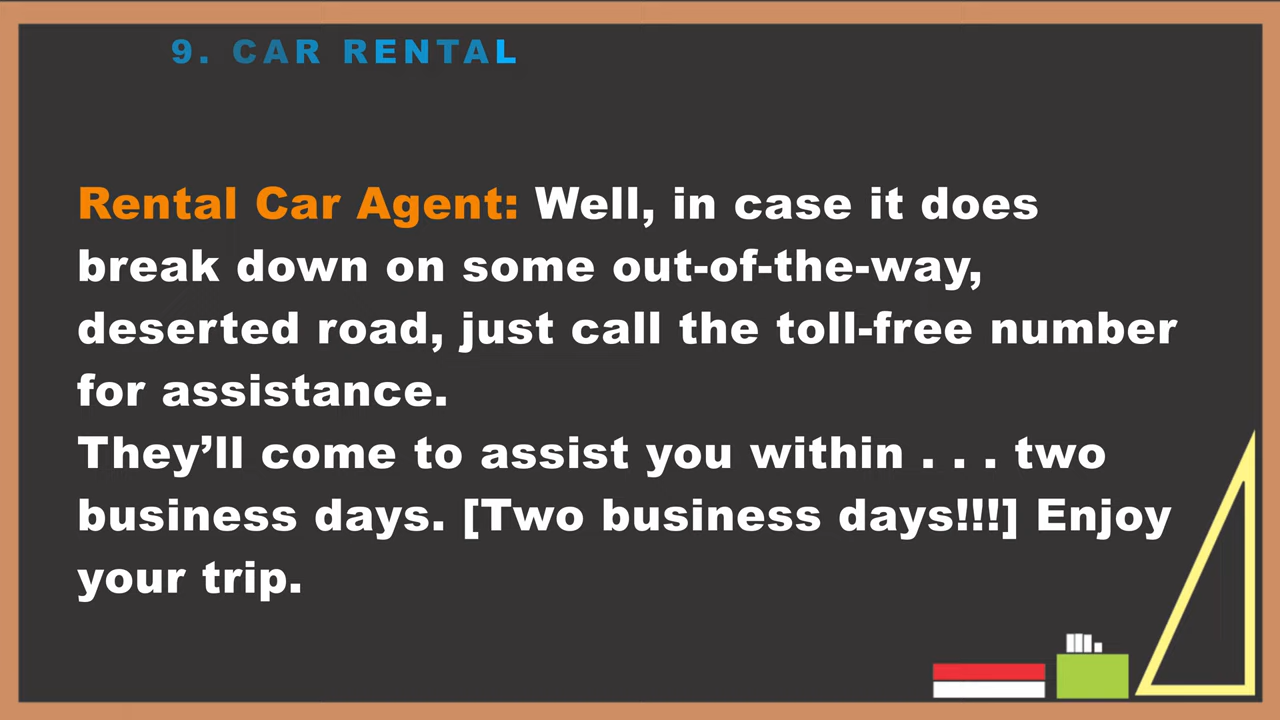 9. CAR RENTAL
Rental Car Agent: Well, in case it does
break down on some out-of-the-way,
deserted road, just call the toll-free number
for assistance.
They’ll come to assist you within . . . two
business days. [Two business days!!!] Enjoy
your trip.